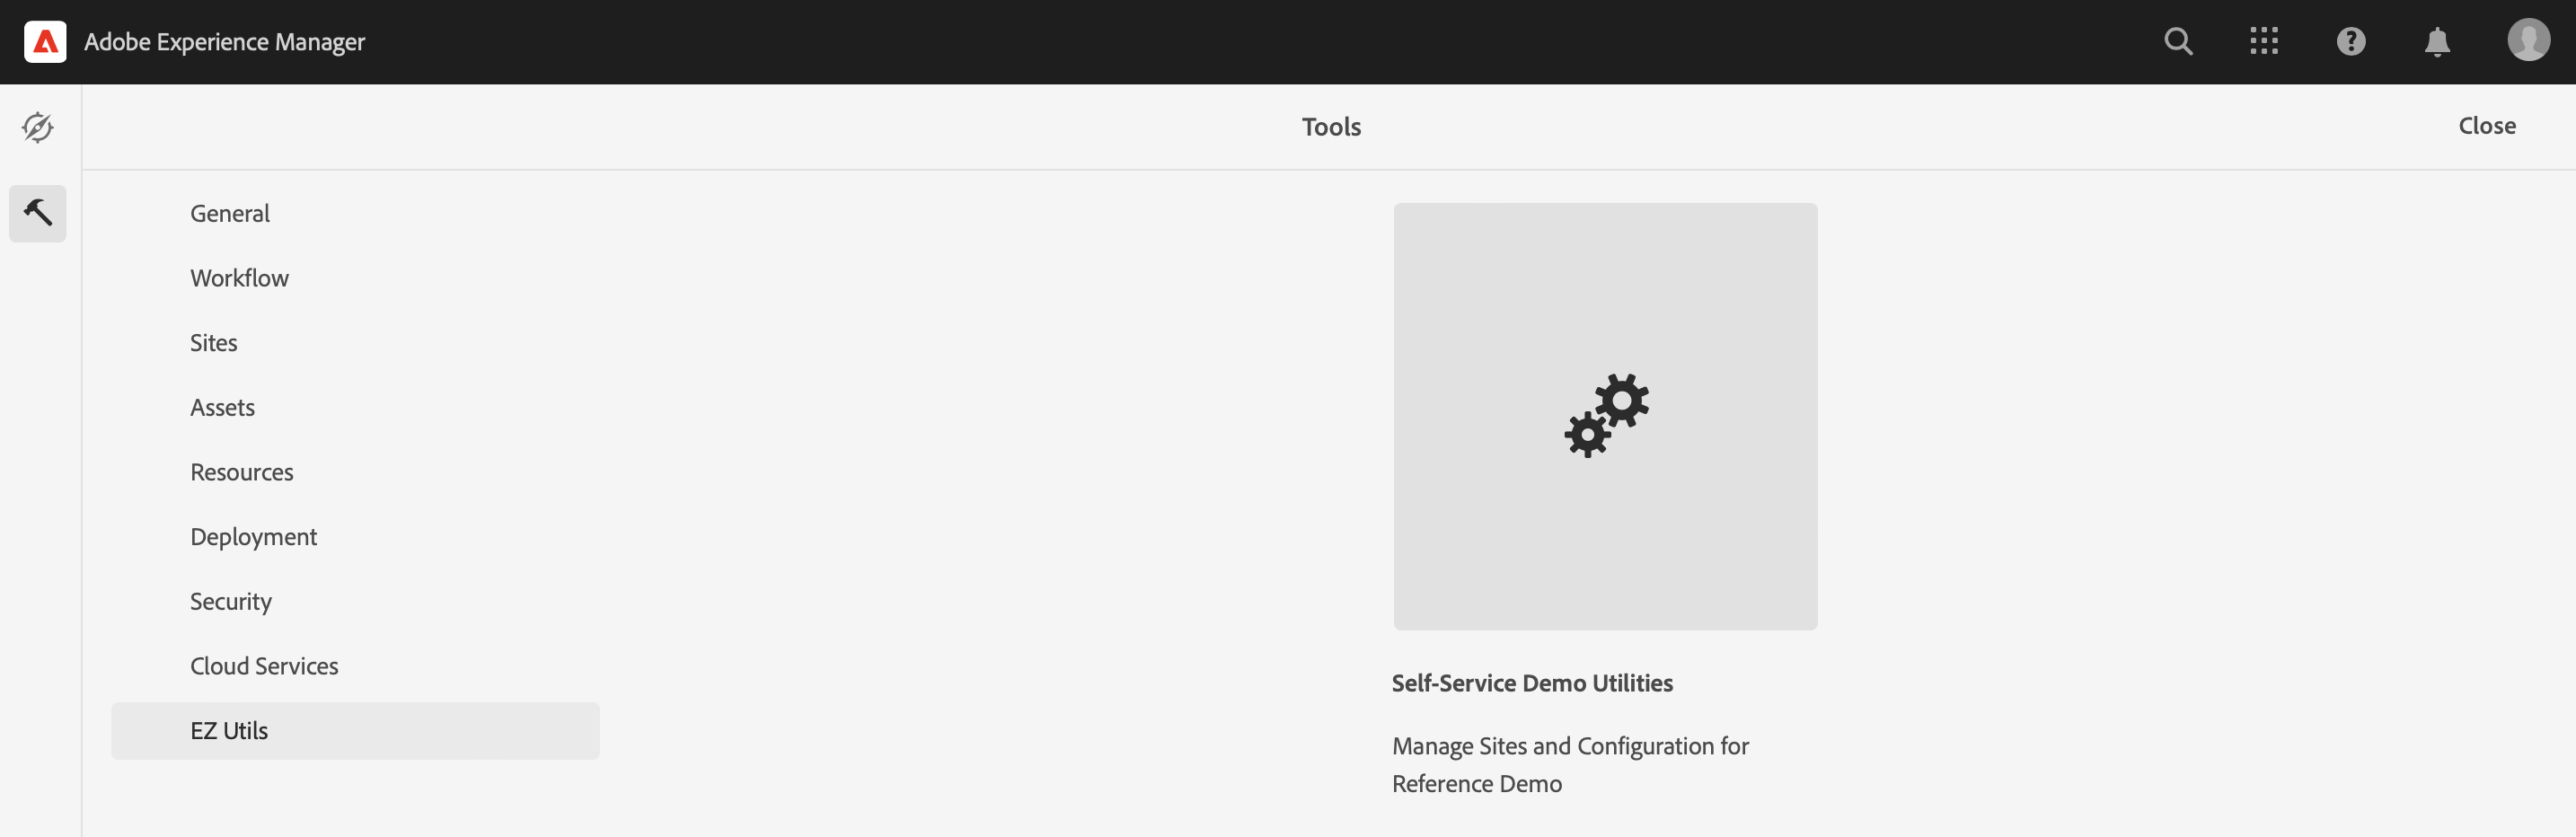 Adobe Experience Manager
Tools
Close
General
Workflow
Sites
Assets
Resources
Deployment
Security
Cloud Services
EZ Utils
Self-Service Demo Utilities
Manage Sites and Configuration for
Reference Demo